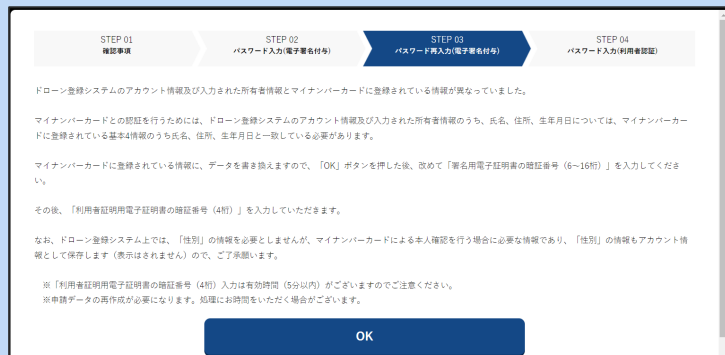 STEP 01
確認事項
STEP 02
パスワード入力(電子署名付与)
STEP 03
パスワード再入力(電子署名付与)
STEP 04
パスワード入力(利用者認証)
ドローン登録システムのアカウント情報及び入力された所有者情報とマイナンバーカードに登録されている情報が異なっていました。
マイナンバーカードとの認証を行うためには、ドローン登録システムのアカウント情報及び入力された所有者情報のうち、氏名、住所、生年月日については、マイナンバーカー
ドに登録されている基本4情報のうち氏名、住所、生年月日と一致している必要があります。
マイナンバーカードに登録されている情報に、データを書き換えますので、「OK」ボタンを押した後、改めて「署名用電子証明書の暗証番号（6～16桁）」を入力してくださ
い。
その後、「利用者証明用電子証明書の暗証番号（4桁）」を入力していただきます。
なお、ドローン登録システム上では、「性別」の情報を必要としませんが、マイナンバーカードによる本人確認を行う場合に必要な情報であり、「性別」の情報もアカウント情
報として保存します（表示はされません）ので、ご了承願います。
※「利用者証明用電子証明書の暗証番号（4桁）入力は有効時間（5分以内）がございますのでご注意ください。
※申請データの再作成が必要になります。処理にお時間をいただく場合がございます。
OK